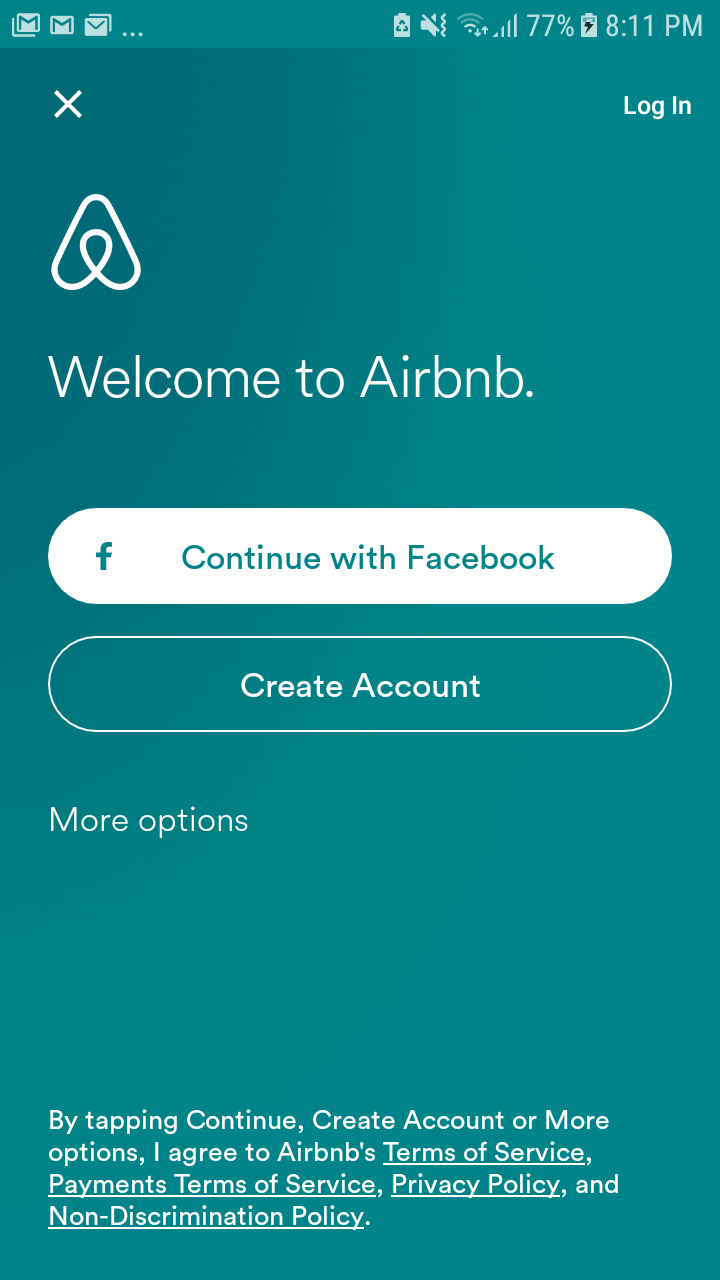 ... 77% 8:11 PM
Log In
Welcome to Airbnb.
Continue with Facebook
Create Account
More options
By tapping Continue, Create Account or More
options, I agree to Airbnb's Terms of Service,
Payments Terms of Service, Privacy Policy, and
Non-Discrimination Policy.